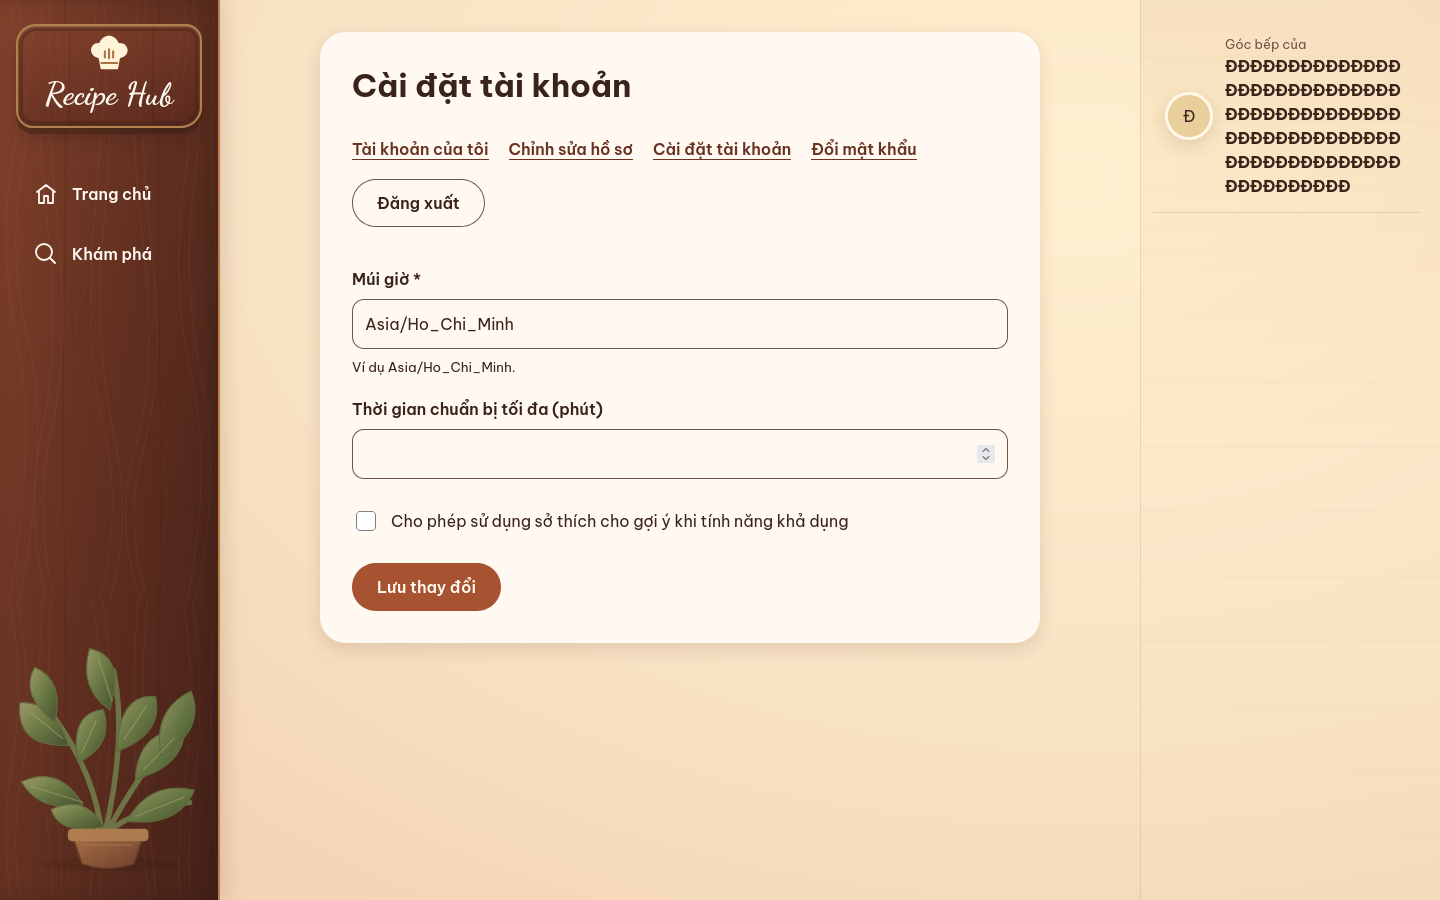 Recipe Hub
Trang chủ
Khám phá
Cài đặt tài khoản
Tài khoản của tôi
Chỉnh sửa hồ sơ
Cài đặt tài khoản
Đổi mật khẩu
Đăng xuất
Múi giờ *
Asia/Ho_Chi_Minh
Ví dụ Asia/Ho_Chi_Minh.
Thời gian chuẩn bị tối đa (phút)
Cho phép sử dụng sở thích cho gợi ý khi tính năng khả dụng
Lưu thay đổi
Góc bếp của
Đ
ĐĐĐĐĐĐĐĐĐĐĐĐĐĐ
ĐĐĐĐĐĐĐĐĐĐĐĐĐĐ
ĐĐĐĐĐĐĐĐĐĐĐĐĐĐ
ĐĐĐĐĐĐĐĐĐĐĐĐĐĐ
ĐĐĐĐĐĐĐĐĐĐĐĐĐĐ
ĐĐĐĐĐĐĐĐĐĐ